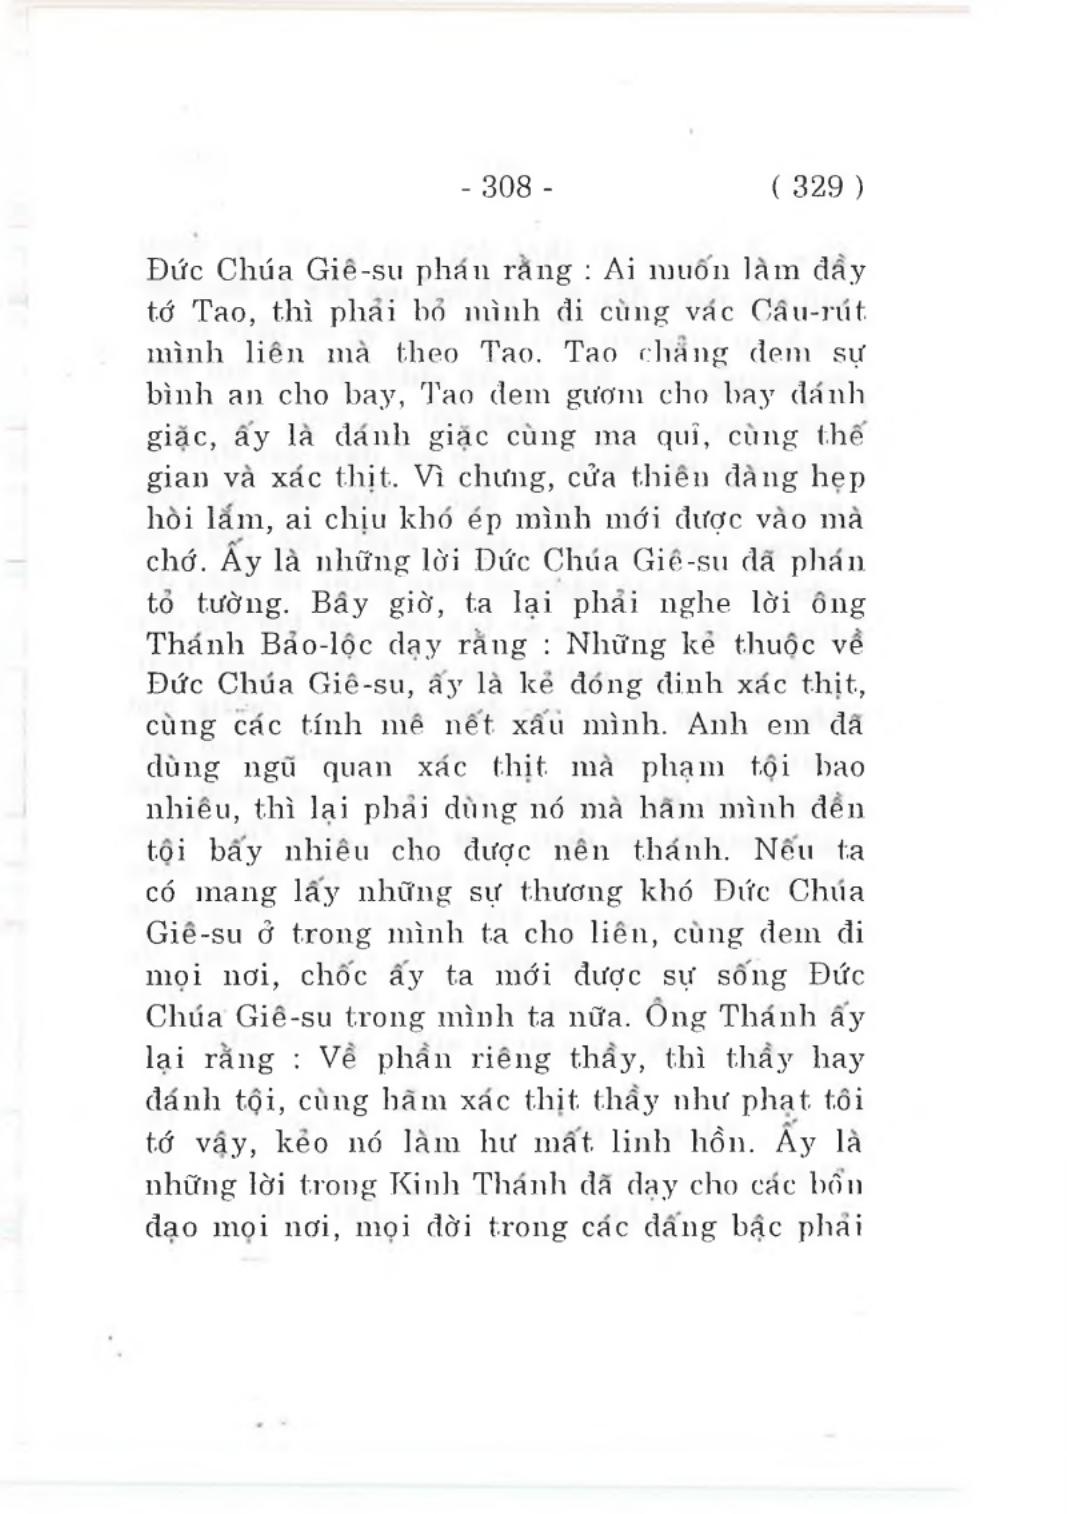 - 308 - ( 329 )
Đức Chúa Giê-su phán rằng : Ai muốn làm đầy
tớ Tao, thì phải bỏ mình đi cùng vác Câu-rút
mình liên mà theo Tao. Tao chẳng đem sự
bình an cho bay, Tao đem gươm cho bay đánh
giặc, ấy là đánh giặc cùng ma quỉ, cùng thế
gian và xác thịt. Vì chưng, cửa thiên đàng hẹp
hòi lắm, ai chịu khó ép mình mới được vào mà
chớ. Ấy là những lời Đức Chúa Giê-su đã phán
tỏ tường. Bây giờ, ta lại phải nghe lời ông
Thánh Bảo-lộc dạy rằng : Những kẻ thuộc về
Đức Chúa Giê-su, ấy là kẻ đóng đinh xác thịt,
cùng các tính mê nết xấu mình. Anh em đã
dùng ngũ quan xác thịt mà phạm tội bao
nhiêu, thì lại phải dùng nó mà hãm mình đền
tội bấy nhiêu cho được nên thánh. Nếu ta
có mang lấy những sự thương khó Đức Chúa
Giê-su ở trong mình ta cho liên, cùng đem đi
mọi nơi, chốc ấy ta mới được sự sống Đức
Chúa Giê-su trong mình ta nữa. Ông Thánh ấy
lại rằng : Về phần riêng thầy, thì thầy hay
đánh tội, cùng hãm xác thịt thầy như phạt tôi
tớ vậy, kẻo nó làm hư mất linh hồn. Ấy là
những lời trong Kinh Thánh đã dạy cho các bổn
đạo mọi nơi, mọi đời trong các đấng bậc phải